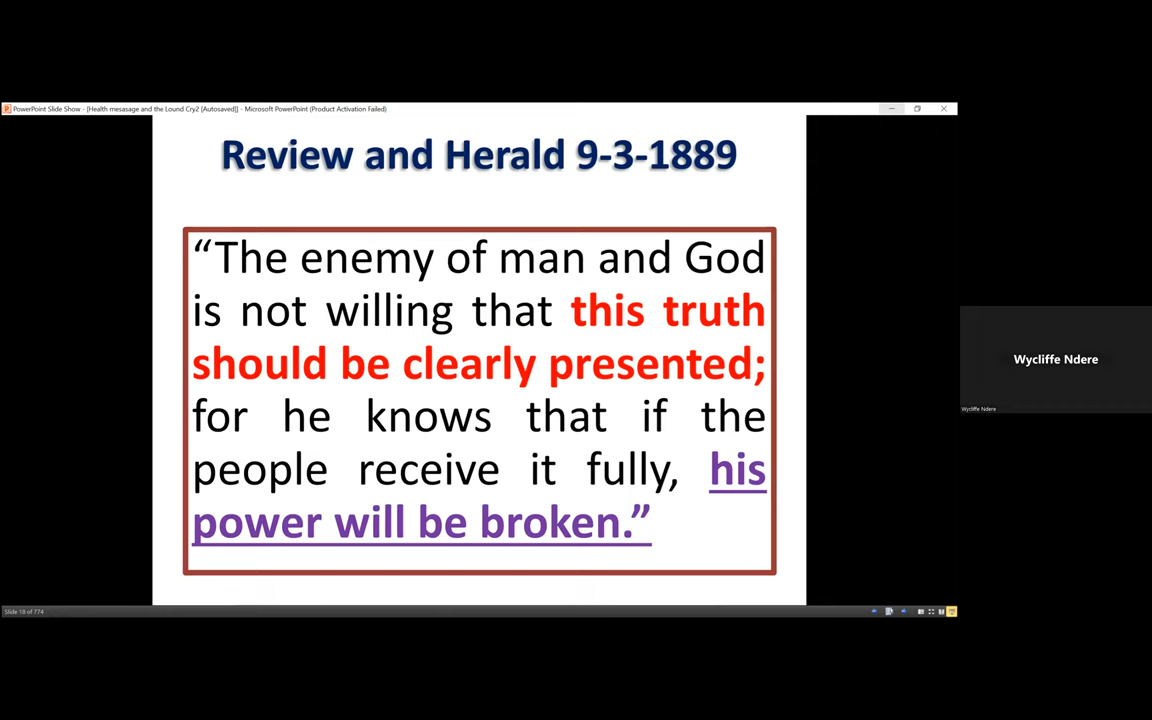 PowerPoint Slide Show - [Health mesasage and the Lound Cry2 [Autosaved]] - Microsoft PowerPoint (Product Activation Failed)
Review and Herald 9-3-1889
“The enemy of man and God
is not willing that this truth
should be clearly presented;
for he knows that if the
people receive it fully, his
power will be broken.”
Wycliffe Ndere
Wycliffe Ndere
Slide 18 of 774